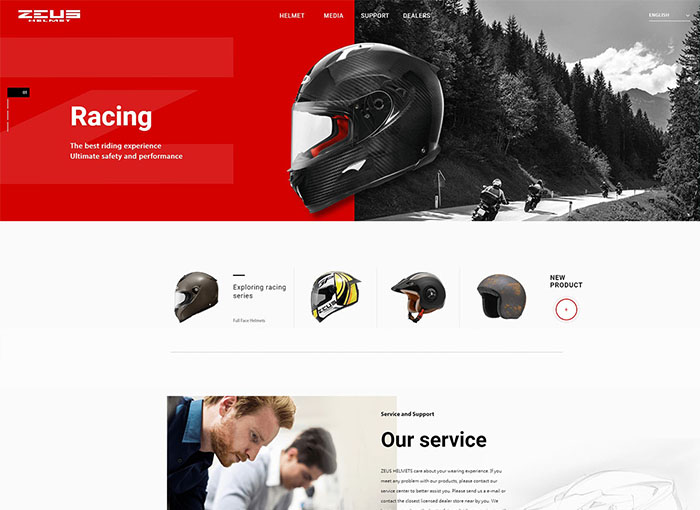 ZEUS
HELMET
HELMET MEDIA SUPPORT DEALERS
ENGLISH
01
Racing
The best riding experience
Ultimate safety and performance
Exploring racing
series
Full Face Helmets
ZEUS
NEW
PRODUCT
+
Service and Support
Our service
ZEUS HELMETS care about your wearing experience. If you
meet any problem with our products, please contact our
service center to better assist you. Please send us e-mail or
contact the closest licensed dealer store near by you. We